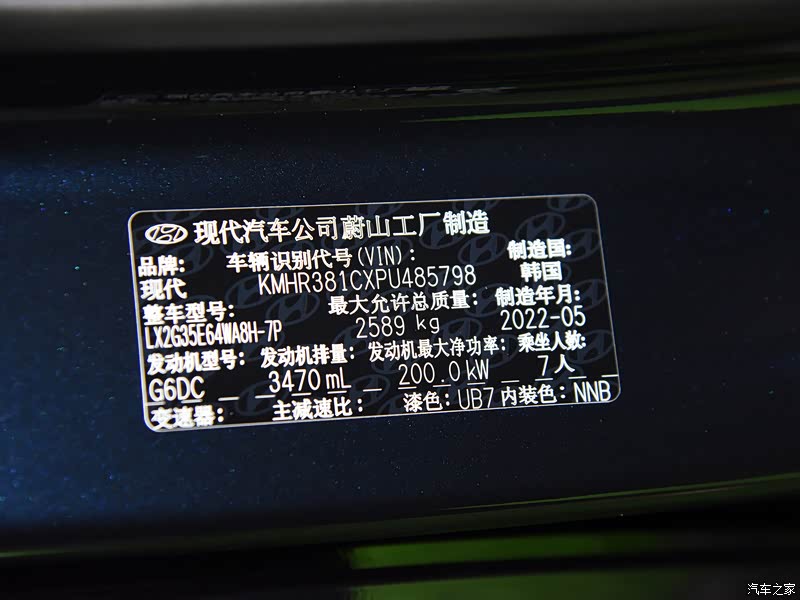 现代汽车公司蔚山工厂制造
品牌: 车辆识别代号(VIN): 制造国:
现代 KMHR381CXPU485798 韩国
整车型号: 最大允许总质量: 制造年月:
LX2G35E64WA8H-7P 2589 kg 2022-05
发动机型号: 发动机排量: 发动机最大净功率: 乘坐人数:
G6DC 3470 mL 200.0 kW 7人
变速器: 主减速比: 漆色: UB7 内装色: NNB
汽车之家